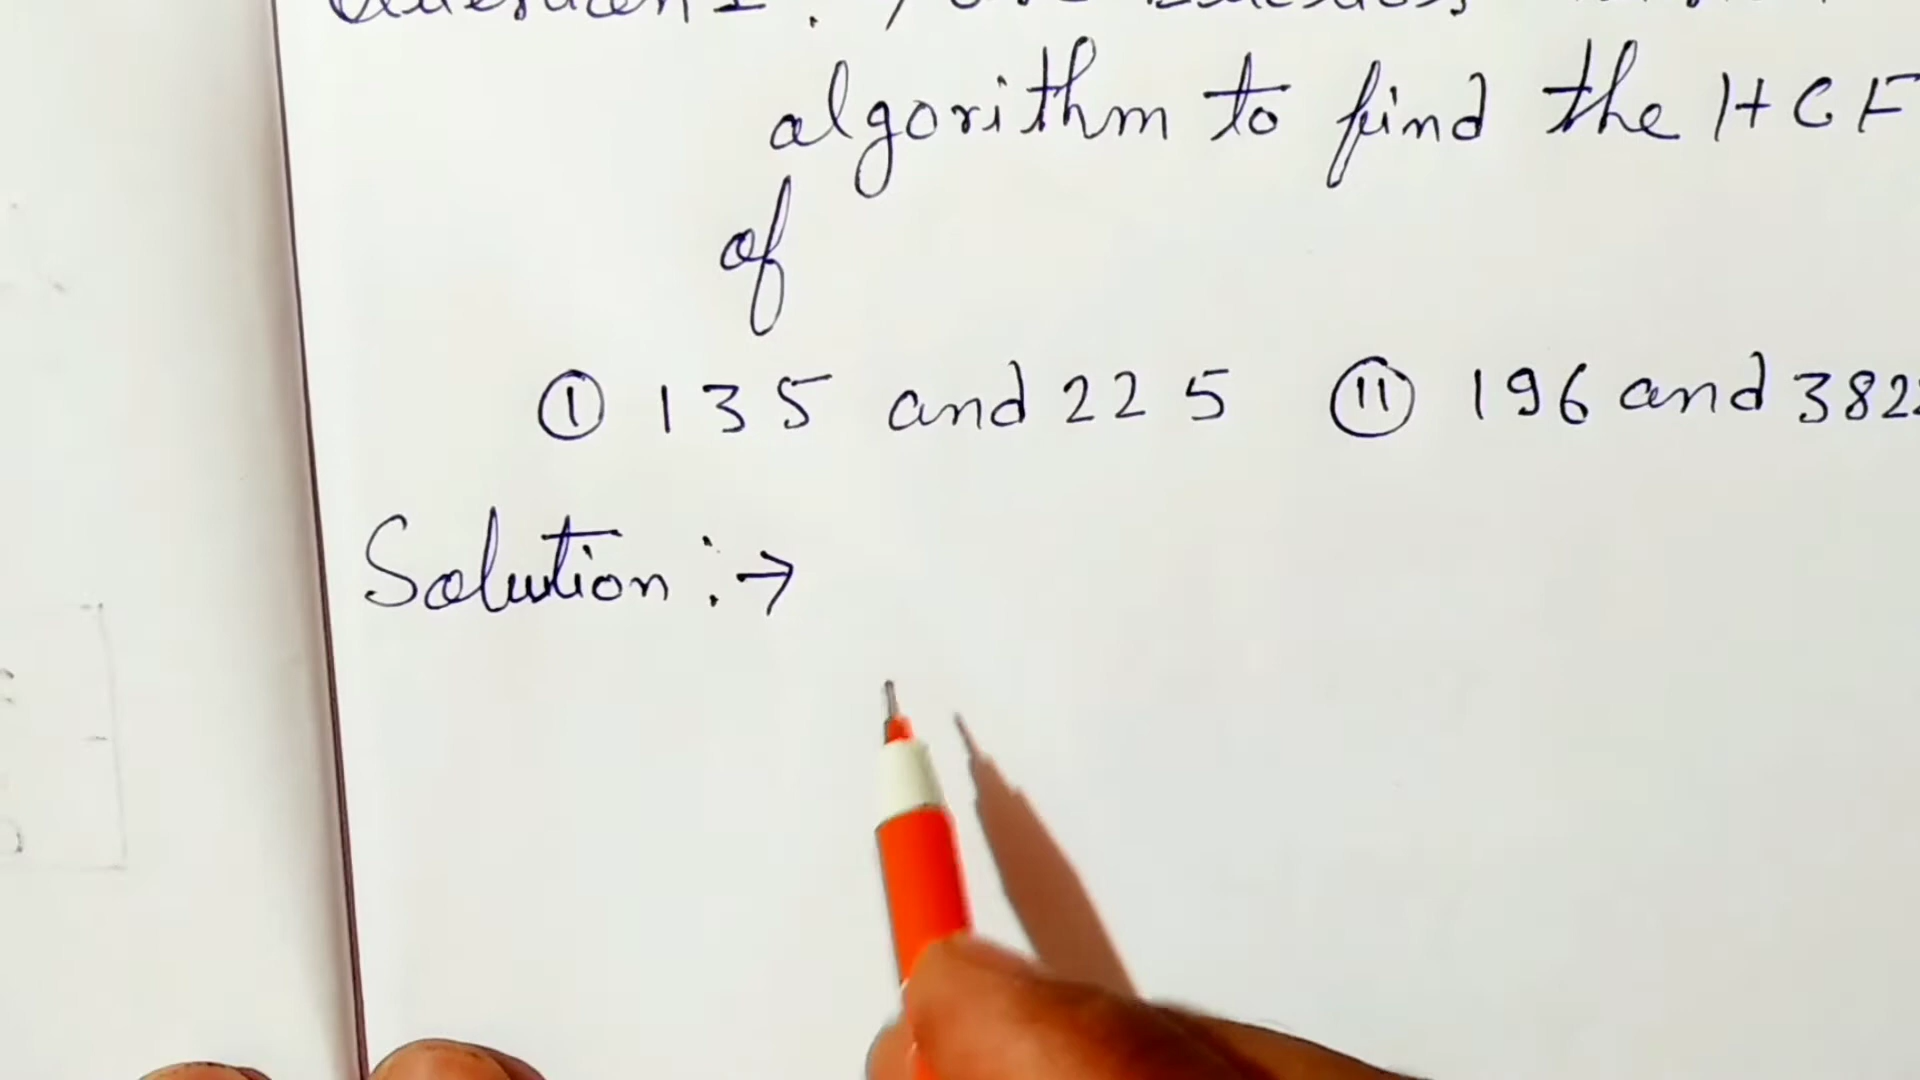 algorithm to find the HCF
of
① 135 and 225 ⑪ 196 and 382
Solution :→